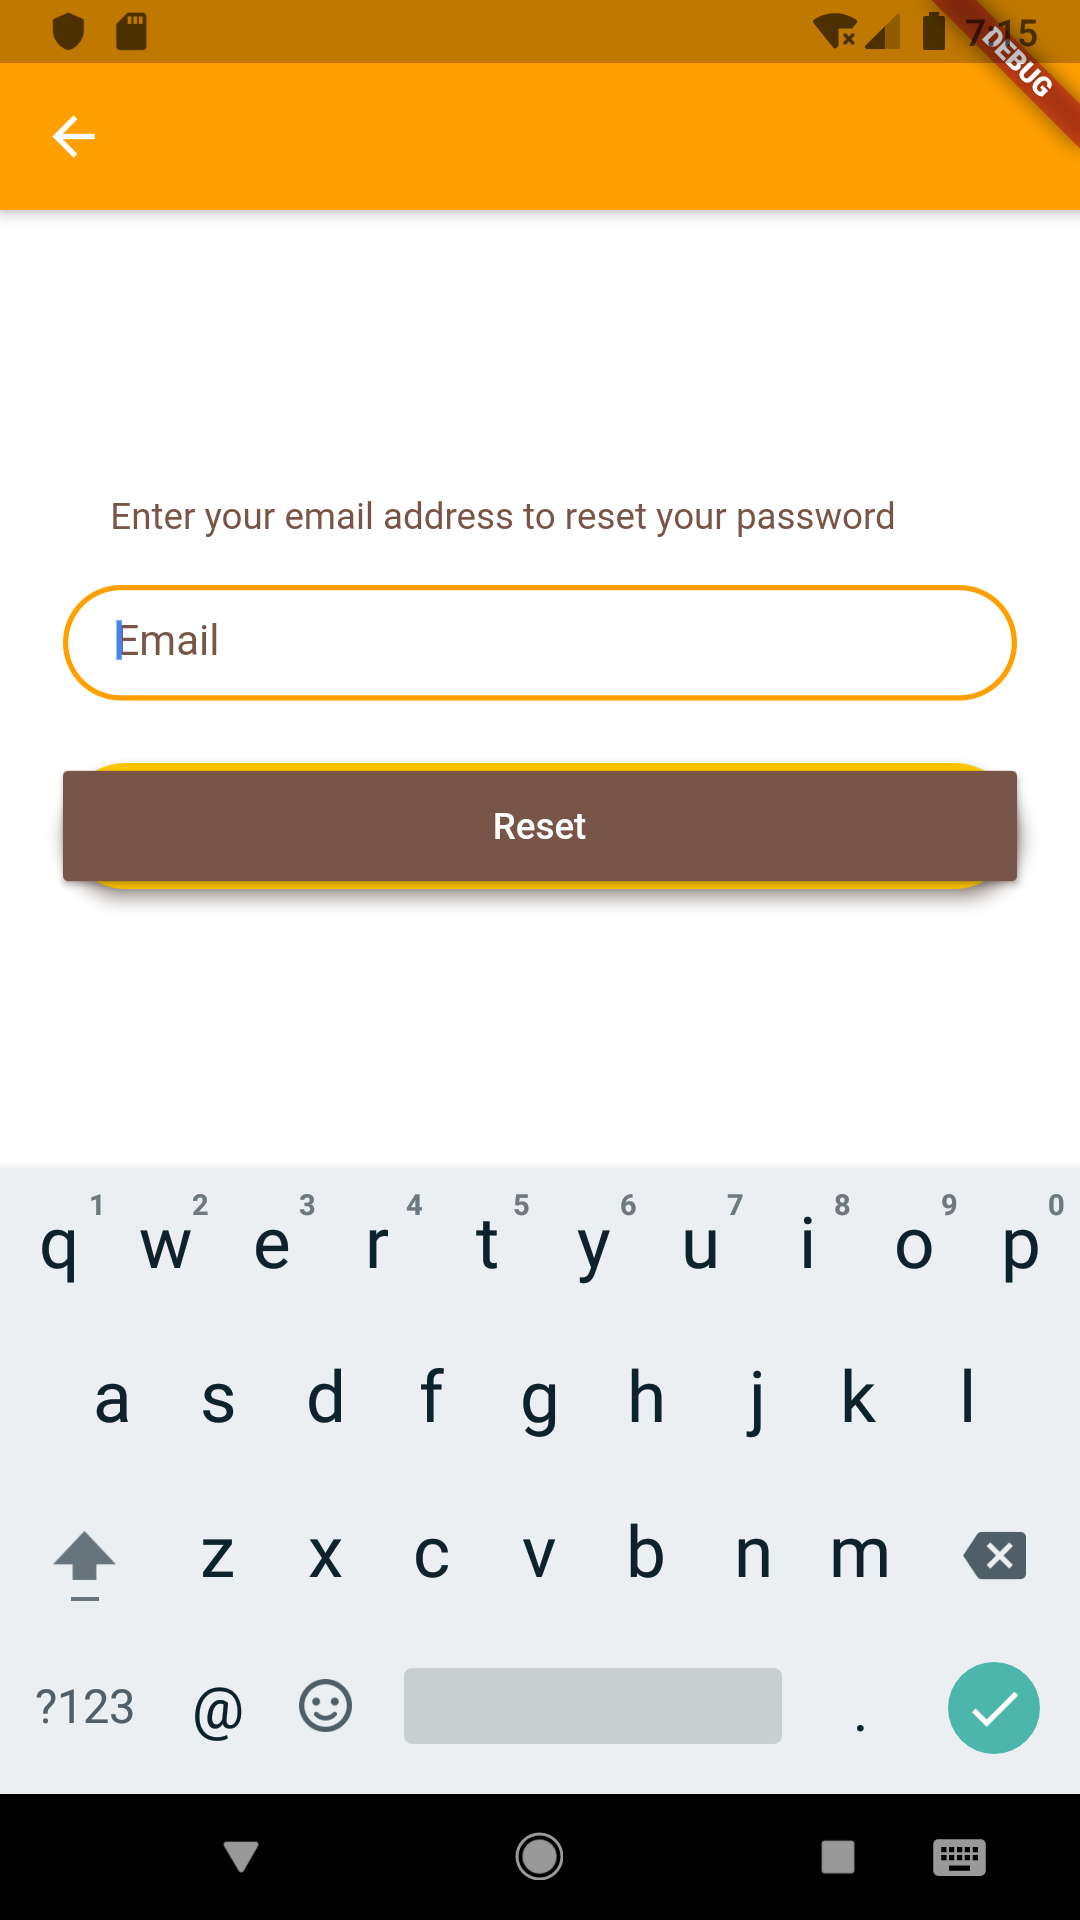 7:15
DEBUG
Enter your email address to reset your password
Email
Reset
1 2 3 4 5 6 7 8 9 0
q w e r t y u i o p
a s d f g h j k l
z x c v b n m
?123 @ .